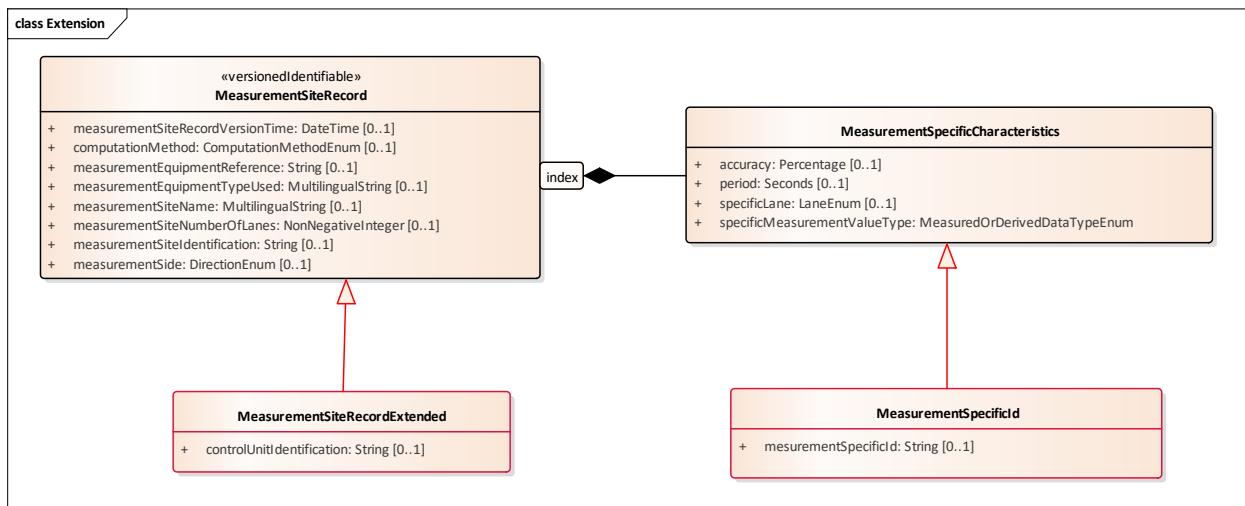 class Extension
«versionedIdentifiable»
MeasurementSiteRecord
+ measurementSiteRecordVersionTime: DateTime [0..1]
+ computationMethod: ComputationMethodEnum [0..1]
+ measurementEquipmentReference: String [0..1]
+ measurementEquipmentTypeUsed: MultilingualString [0..1]
+ measurementSiteName: MultilingualString [0..1]
+ measurementSiteNumberOfLanes: NonNegativeInteger [0..1]
+ measurementSiteIdentification: String [0..1]
+ measurementSide: DirectionEnum [0..1]
index
MeasurementSpecificCharacteristics
+ accuracy: Percentage [0..1]
+ period: Seconds [0..1]
+ specificLane: LaneEnum [0..1]
+ specificMeasurementValueType: MeasuredOrDerivedDataTypeEnum
MeasurementSiteRecordExtended
+ controlUnitIdentification: String [0..1]
MeasurementSpecificId
+ mesurementSpecificId: String [0..1]